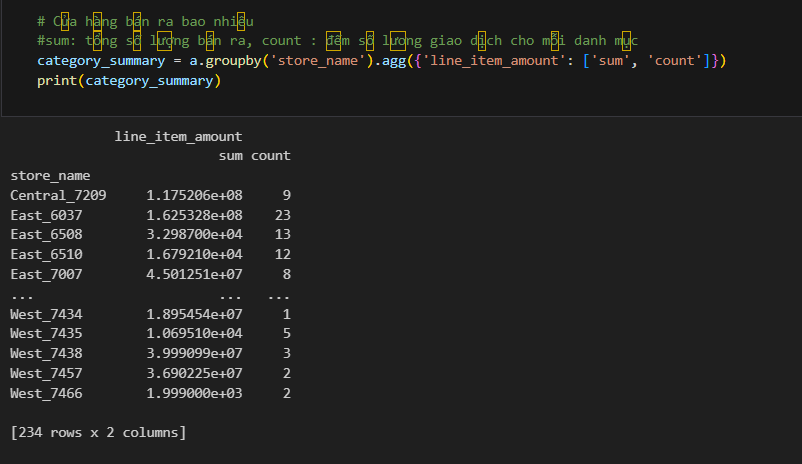 # Cửa hàng bán ra bao nhiêu
#sum: tổng số lượng bán ra, count : đếm số lượng giao dịch cho mỗi danh mục
category_summary = a.groupby('store_name').agg({'line_item_amount': ['sum', 'count']})
print(category_summary)
line_item_amount
sum count
store_name
Central_7209 1.175206e+08 9
East_6037 1.625328e+08 23
East_6508 3.298700e+04 13
East_6510 1.679210e+04 12
East_7007 4.501251e+07 8
... ... ...
West_7434 1.895454e+07 1
West_7435 1.069510e+04 5
West_7438 3.999099e+07 3
West_7457 3.690225e+07 2
West_7466 1.999000e+03 2
[234 rows x 2 columns]